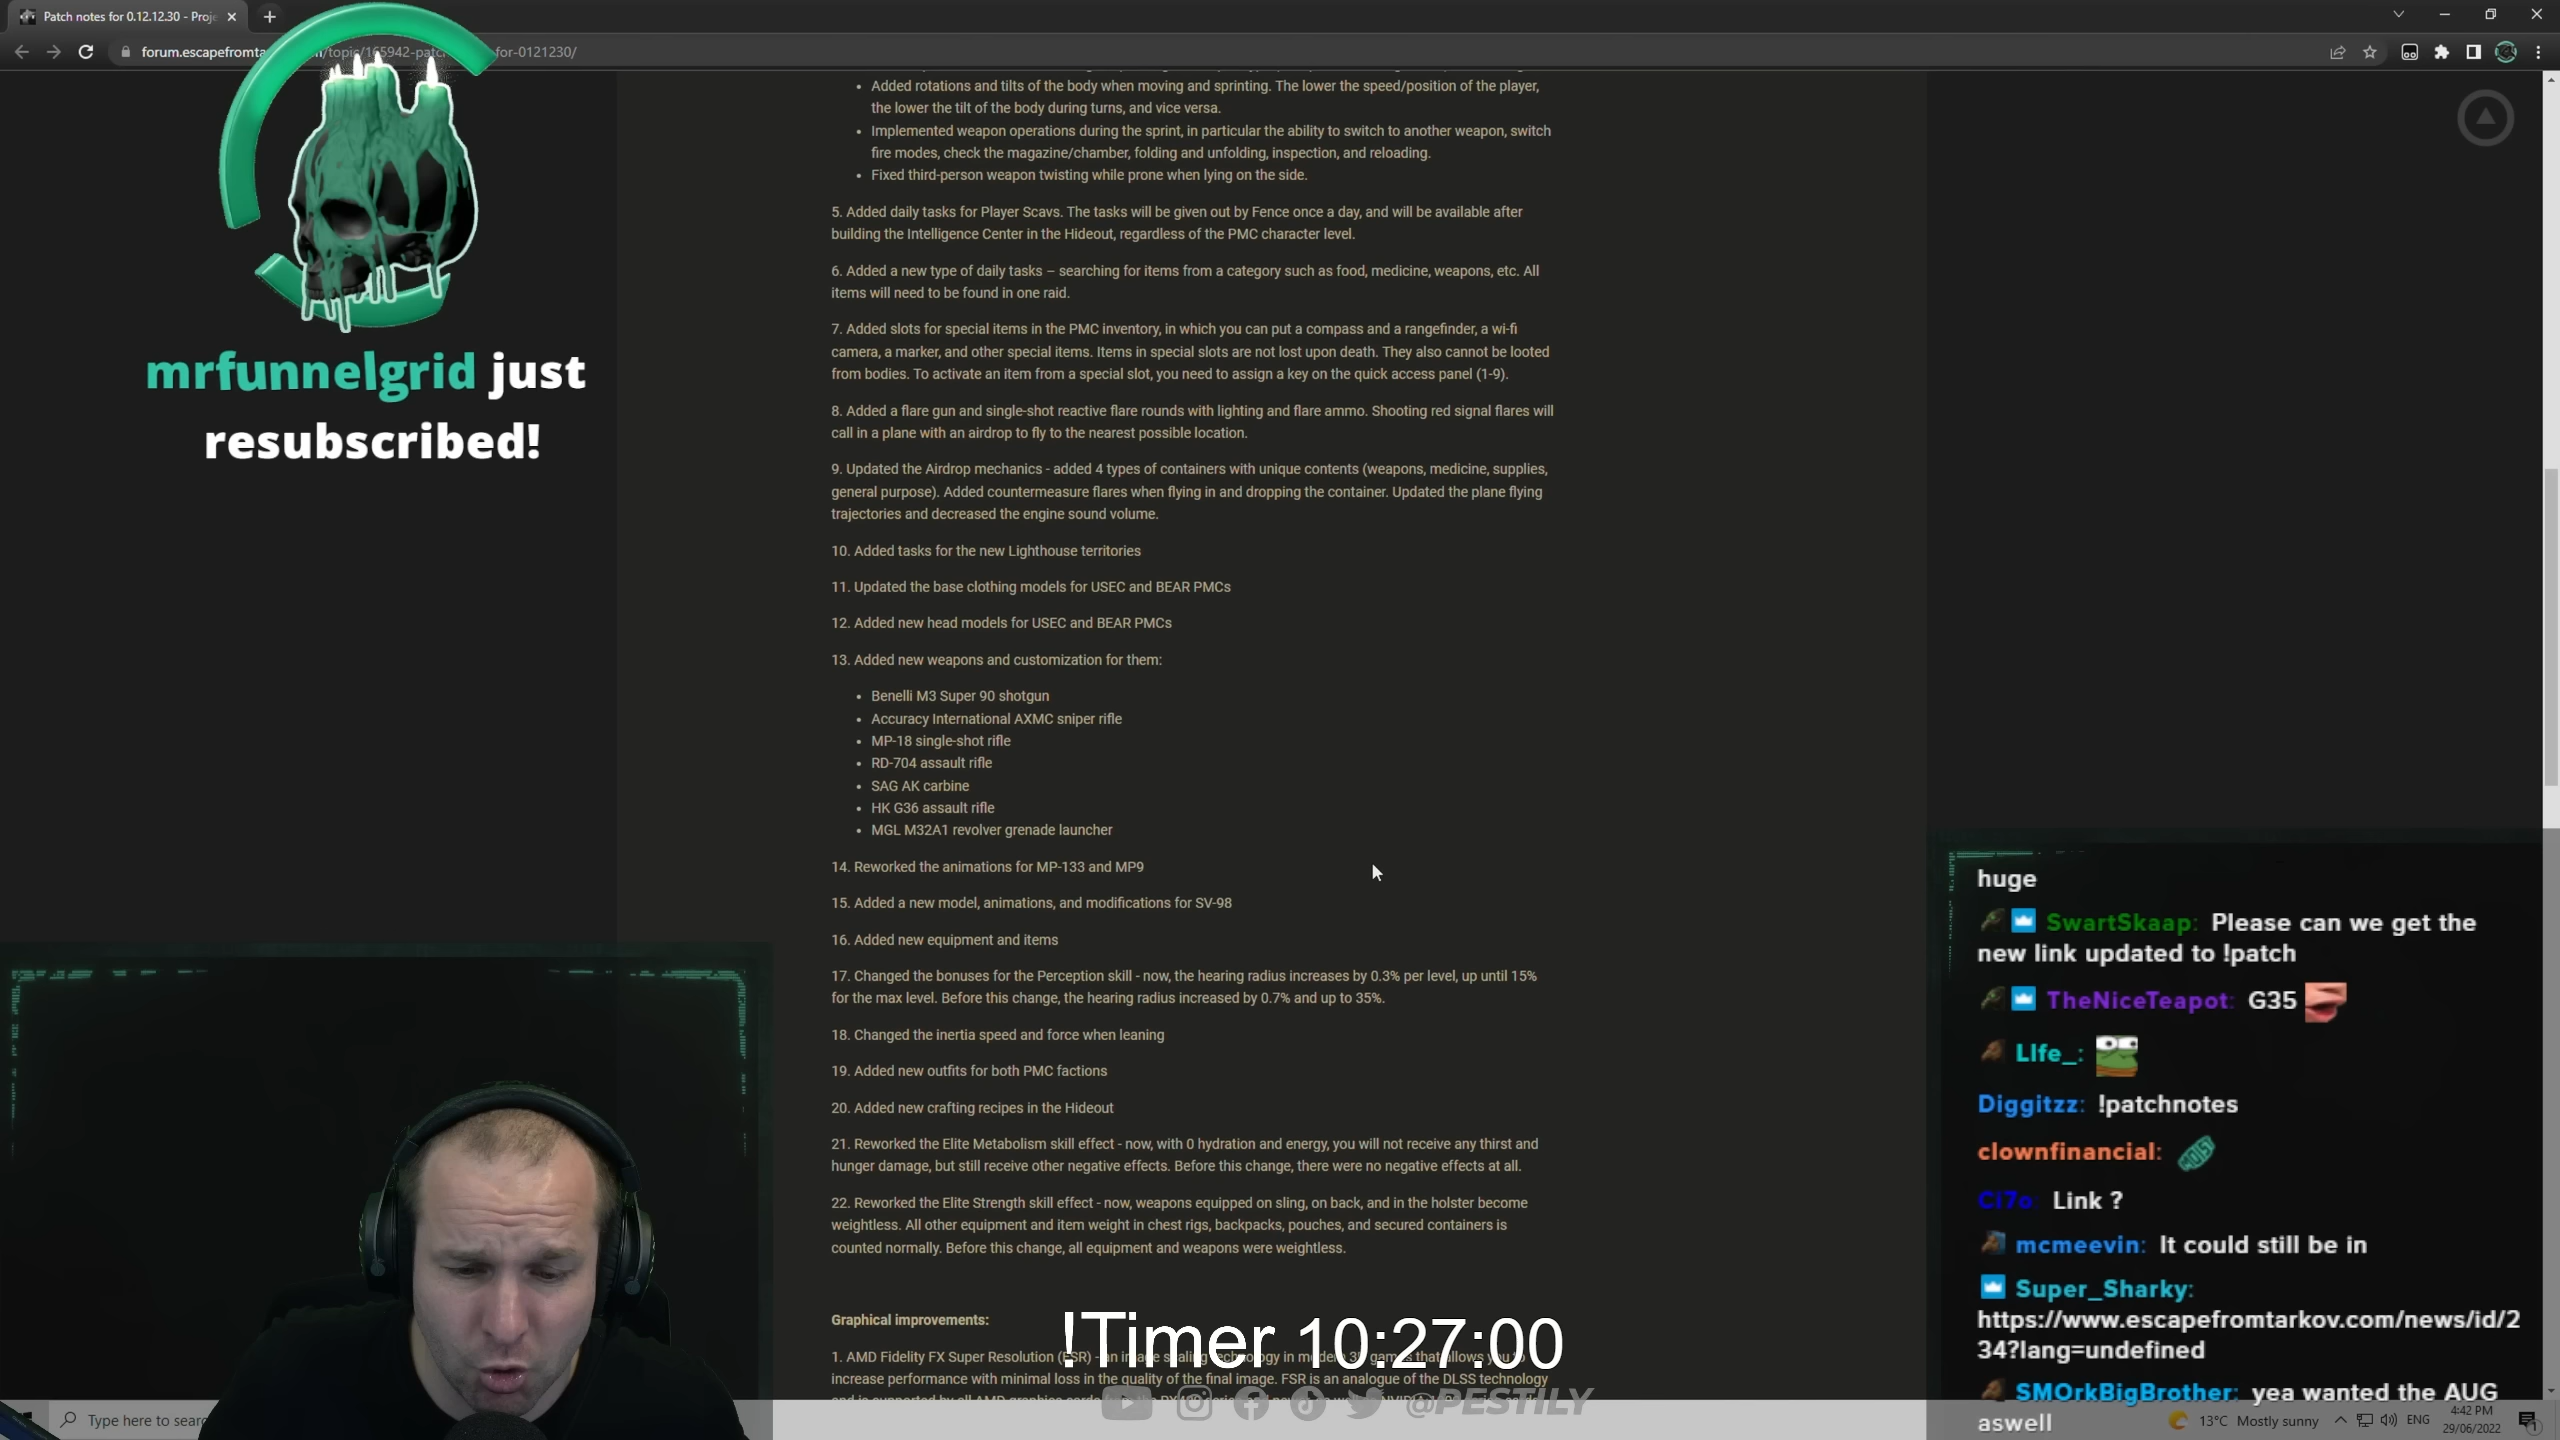 Patch notes for 0.12.12.30 - Proje
forum.escapefromta
/topic/165942-patc
for-0121230/
mrfunnelgrid just
resubscribed!
• Added rotations and tilts of the body when moving and sprinting. The lower the speed/position of the player,
the lower the tilt of the body during turns, and vice versa.
• Implemented weapon operations during the sprint, in particular the ability to switch to another weapon, switch
fire modes, check the magazine/chamber, folding and unfolding, inspection, and reloading.
• Fixed third-person weapon twisting while prone when lying on the side.
5. Added daily tasks for Player Scavs. The tasks will be given out by Fence once a day, and will be available after
building the Intelligence Center in the Hideout, regardless of the PMC character level.
6. Added a new type of daily tasks – searching for items from a category such as food, medicine, weapons, etc. All
items will need to be found in one raid.
7. Added slots for special items in the PMC inventory, in which you can put a compass and a rangefinder, a wi-fi
camera, a marker, and other special items. Items in special slots are not lost upon death. They also cannot be looted
from bodies. To activate an item from a special slot, you need to assign a key on the quick access panel (1-9).
8. Added a flare gun and single-shot reactive flare rounds with lighting and flare ammo. Shooting red signal flares will
call in a plane with an airdrop to fly to the nearest possible location.
9. Updated the Airdrop mechanics - added 4 types of containers with unique contents (weapons, medicine, supplies,
general purpose). Added countermeasure flares when flying in and dropping the container. Updated the plane flying
trajectories and decreased the engine sound volume.
10. Added tasks for the new Lighthouse territories
11. Updated the base clothing models for USEC and BEAR PMCs
12. Added new head models for USEC and BEAR PMCs
13. Added new weapons and customization for them:
• Benelli M3 Super 90 shotgun
• Accuracy International AXMC sniper rifle
• MP-18 single-shot rifle
• RD-704 assault rifle
• SAG AK carbine
• HK G36 assault rifle
• MGL M32A1 revolver grenade launcher
14. Reworked the animations for MP-133 and MP9
15. Added a new model, animations, and modifications for SV-98
16. Added new equipment and items
17. Changed the bonuses for the Perception skill - now, the hearing radius increases by 0.3% per level, up until 15%
for the max level. Before this change, the hearing radius increased by 0.7% and up to 35%.
18. Changed the inertia speed and force when leaning
19. Added new outfits for both PMC factions
20. Added new crafting recipes in the Hideout
21. Reworked the Elite Metabolism skill effect - now, with 0 hydration and energy, you will not receive any thirst and
hunger damage, but still receive other negative effects. Before this change, there were no negative effects at all.
22. Reworked the Elite Strength skill effect - now, weapons equipped on sling, on back, and in the holster become
weightless. All other equipment and item weight in chest rigs, backpacks, pouches, and secured containers is
counted normally. Before this change, all equipment and weapons were weightless.
Graphical improvements:
!Timer 10:27:00
1. AMD Fidelity FX Super Resolution (FSR) - an image scaling technology in modern 3D games that allows you to
increase performance with minimal loss in the quality of the final image. FSR is an analogue of the DLSS technology
@PESTILY
huge
SwartSkaap: Please can we get the
new link updated to !patch
TheNiceTeapot: G35
LIfe_:
Diggitzz: !patchnotes
clownfinancial:
Ci7o: Link ?
mcmeevin: It could still be in
Super_Sharky:
https://www.escapefromtarkov.com/news/id/2
34?lang=undefined
SMOrkBigBrother: yea wanted the AUG
aswell
Type here to searc
13°C Mostly sunny
ENG
4:42 PM
29/06/2022